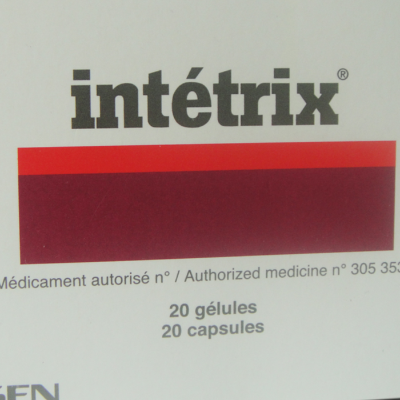 intétrix®
Médicament autorisé n° / Authorized medicine n° 305 353
20 gélules
20 capsules